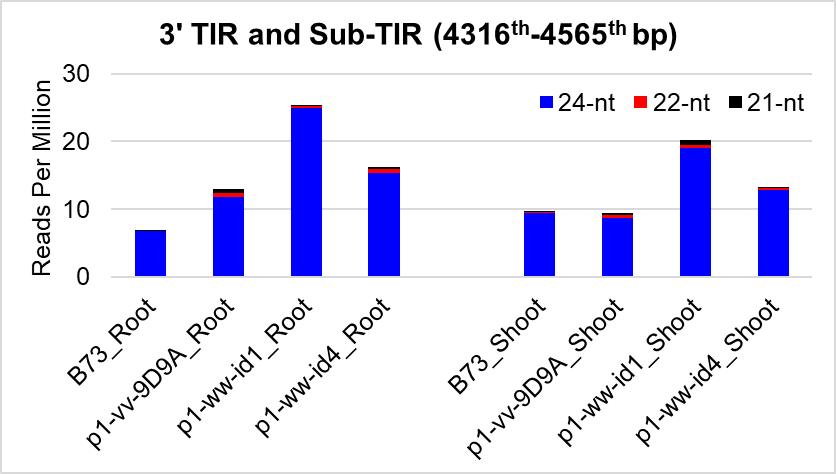 3' TIR and Sub-TIR (4316th-4565th bp)
24-nt 22-nt 21-nt
Reads Per Million
30
20
10
0
B73_Root
p1-vv-9D9A_Root
p1-ww-id1_Root
p1-ww-id4_Root
B73_Shoot
p1-vv-9D9A_Shoot
p1-ww-id1_Shoot
p1-ww-id4_Shoot